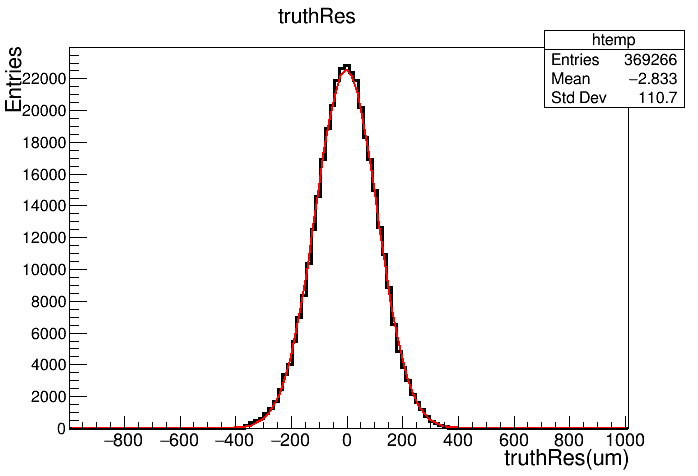 truthRes
htemp
Entries 369266
Mean −2.833
Std Dev 110.7
Entries
22000
20000
18000
16000
14000
12000
10000
8000
6000
4000
2000
0
−800 −600 −400 −200 0 200 400 600 800 1000
truthRes(um)